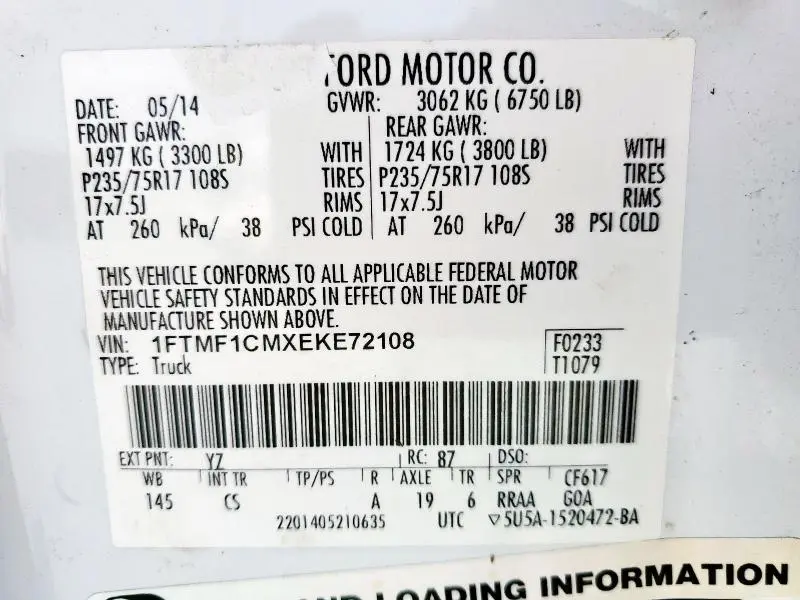 FORD MOTOR CO.
DATE: 05/14
GVWR: 3062 KG ( 6750 LB)
FRONT GAWR:
REAR GAWR:
1497 KG ( 3300 LB) WITH
1724 KG ( 3800 LB) WITH
P235/75R17 108S TIRES
P235/75R17 108S TIRES
17x7.5J RIMS
17x7.5J RIMS
AT 260 kPa/ 38 PSI COLD
AT 260 kPa/ 38 PSI COLD
THIS VEHICLE CONFORMS TO ALL APPLICABLE FEDERAL MOTOR
VEHICLE SAFETY STANDARDS IN EFFECT ON THE DATE OF
MANUFACTURE SHOWN ABOVE.
VIN: 1FTMF1CMXEKE72108
F0233
TYPE: Truck
T1079
EXT PNT: YZ RC: 87 DSO:
WB INT TR TP/PS R AXLE TR SPR CF617
145 CS A 19 6 RRAA GOA
2201405210635 UTC ▽5U5A-1520472-BA
AND LOADING INFORMATION